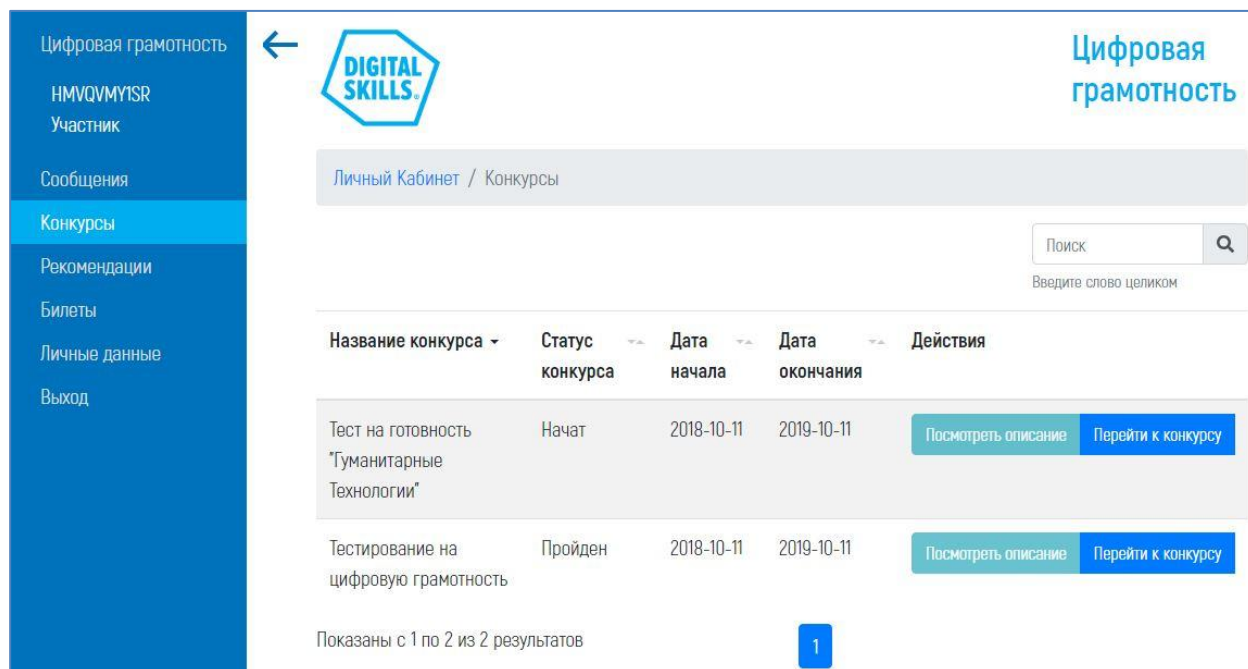 Цифровая грамотность
HMVQVMY1SR
Участник
Сообщения
Конкурсы
Рекомендации
Билеты
Личные данные
Выход
DIGITAL
SKILLS®
Цифровая
грамотность
Личный Кабинет / Конкурсы
Поиск
Введите слово целиком
Название конкурса Статус Дата Дата Действия
конкурса начала окончания
Тест на готовность Начат 2018-10-11 2019-10-11 Посмотреть описание Перейти к конкурсу
"Гуманитарные
Технологии"
Тестирование на Пройден 2018-10-11 2019-10-11 Посмотреть описание Перейти к конкурсу
цифровую грамотность
Показаны с 1 по 2 из 2 результатов 1